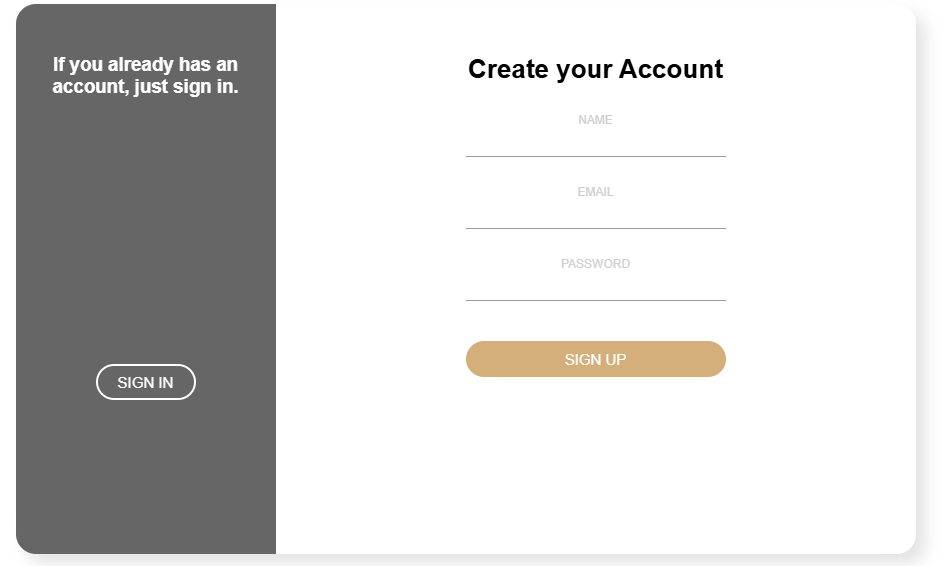 If you already has an
account, just sign in.
SIGN IN
Create your Account
NAME
EMAIL
PASSWORD
SIGN UP